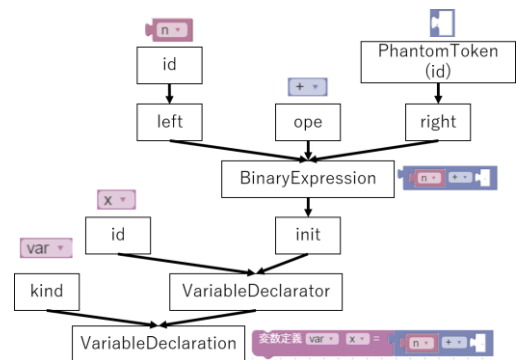 n
id
PhantomToken
(id)
+
left
ope
right
BinaryExpression
n +
x
id
init
var
kind
VariableDeclarator
VariableDeclaration
変数定義 var x = n +